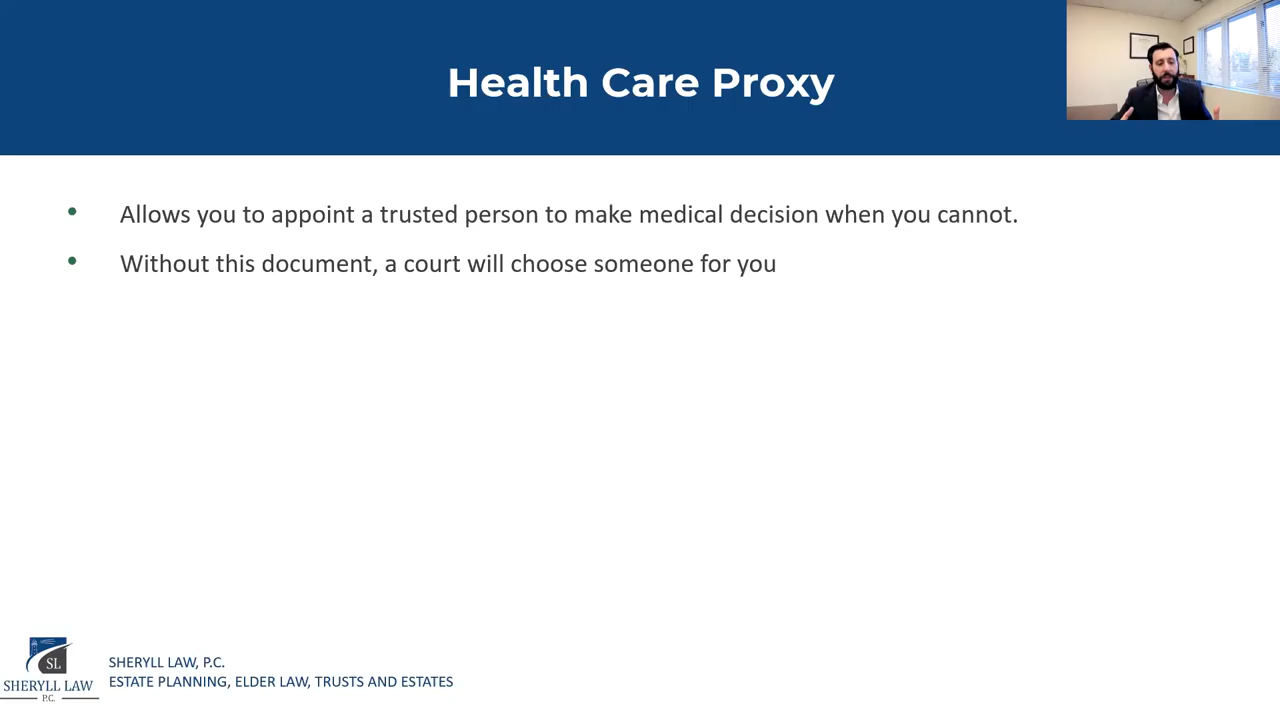 Health Care Proxy
• Allows you to appoint a trusted person to make medical decision when you cannot.
• Without this document, a court will choose someone for you
SL
SHERYLL LAW
P.C.
SHERYLL LAW, P.C.
ESTATE PLANNING, ELDER LAW, TRUSTS AND ESTATES